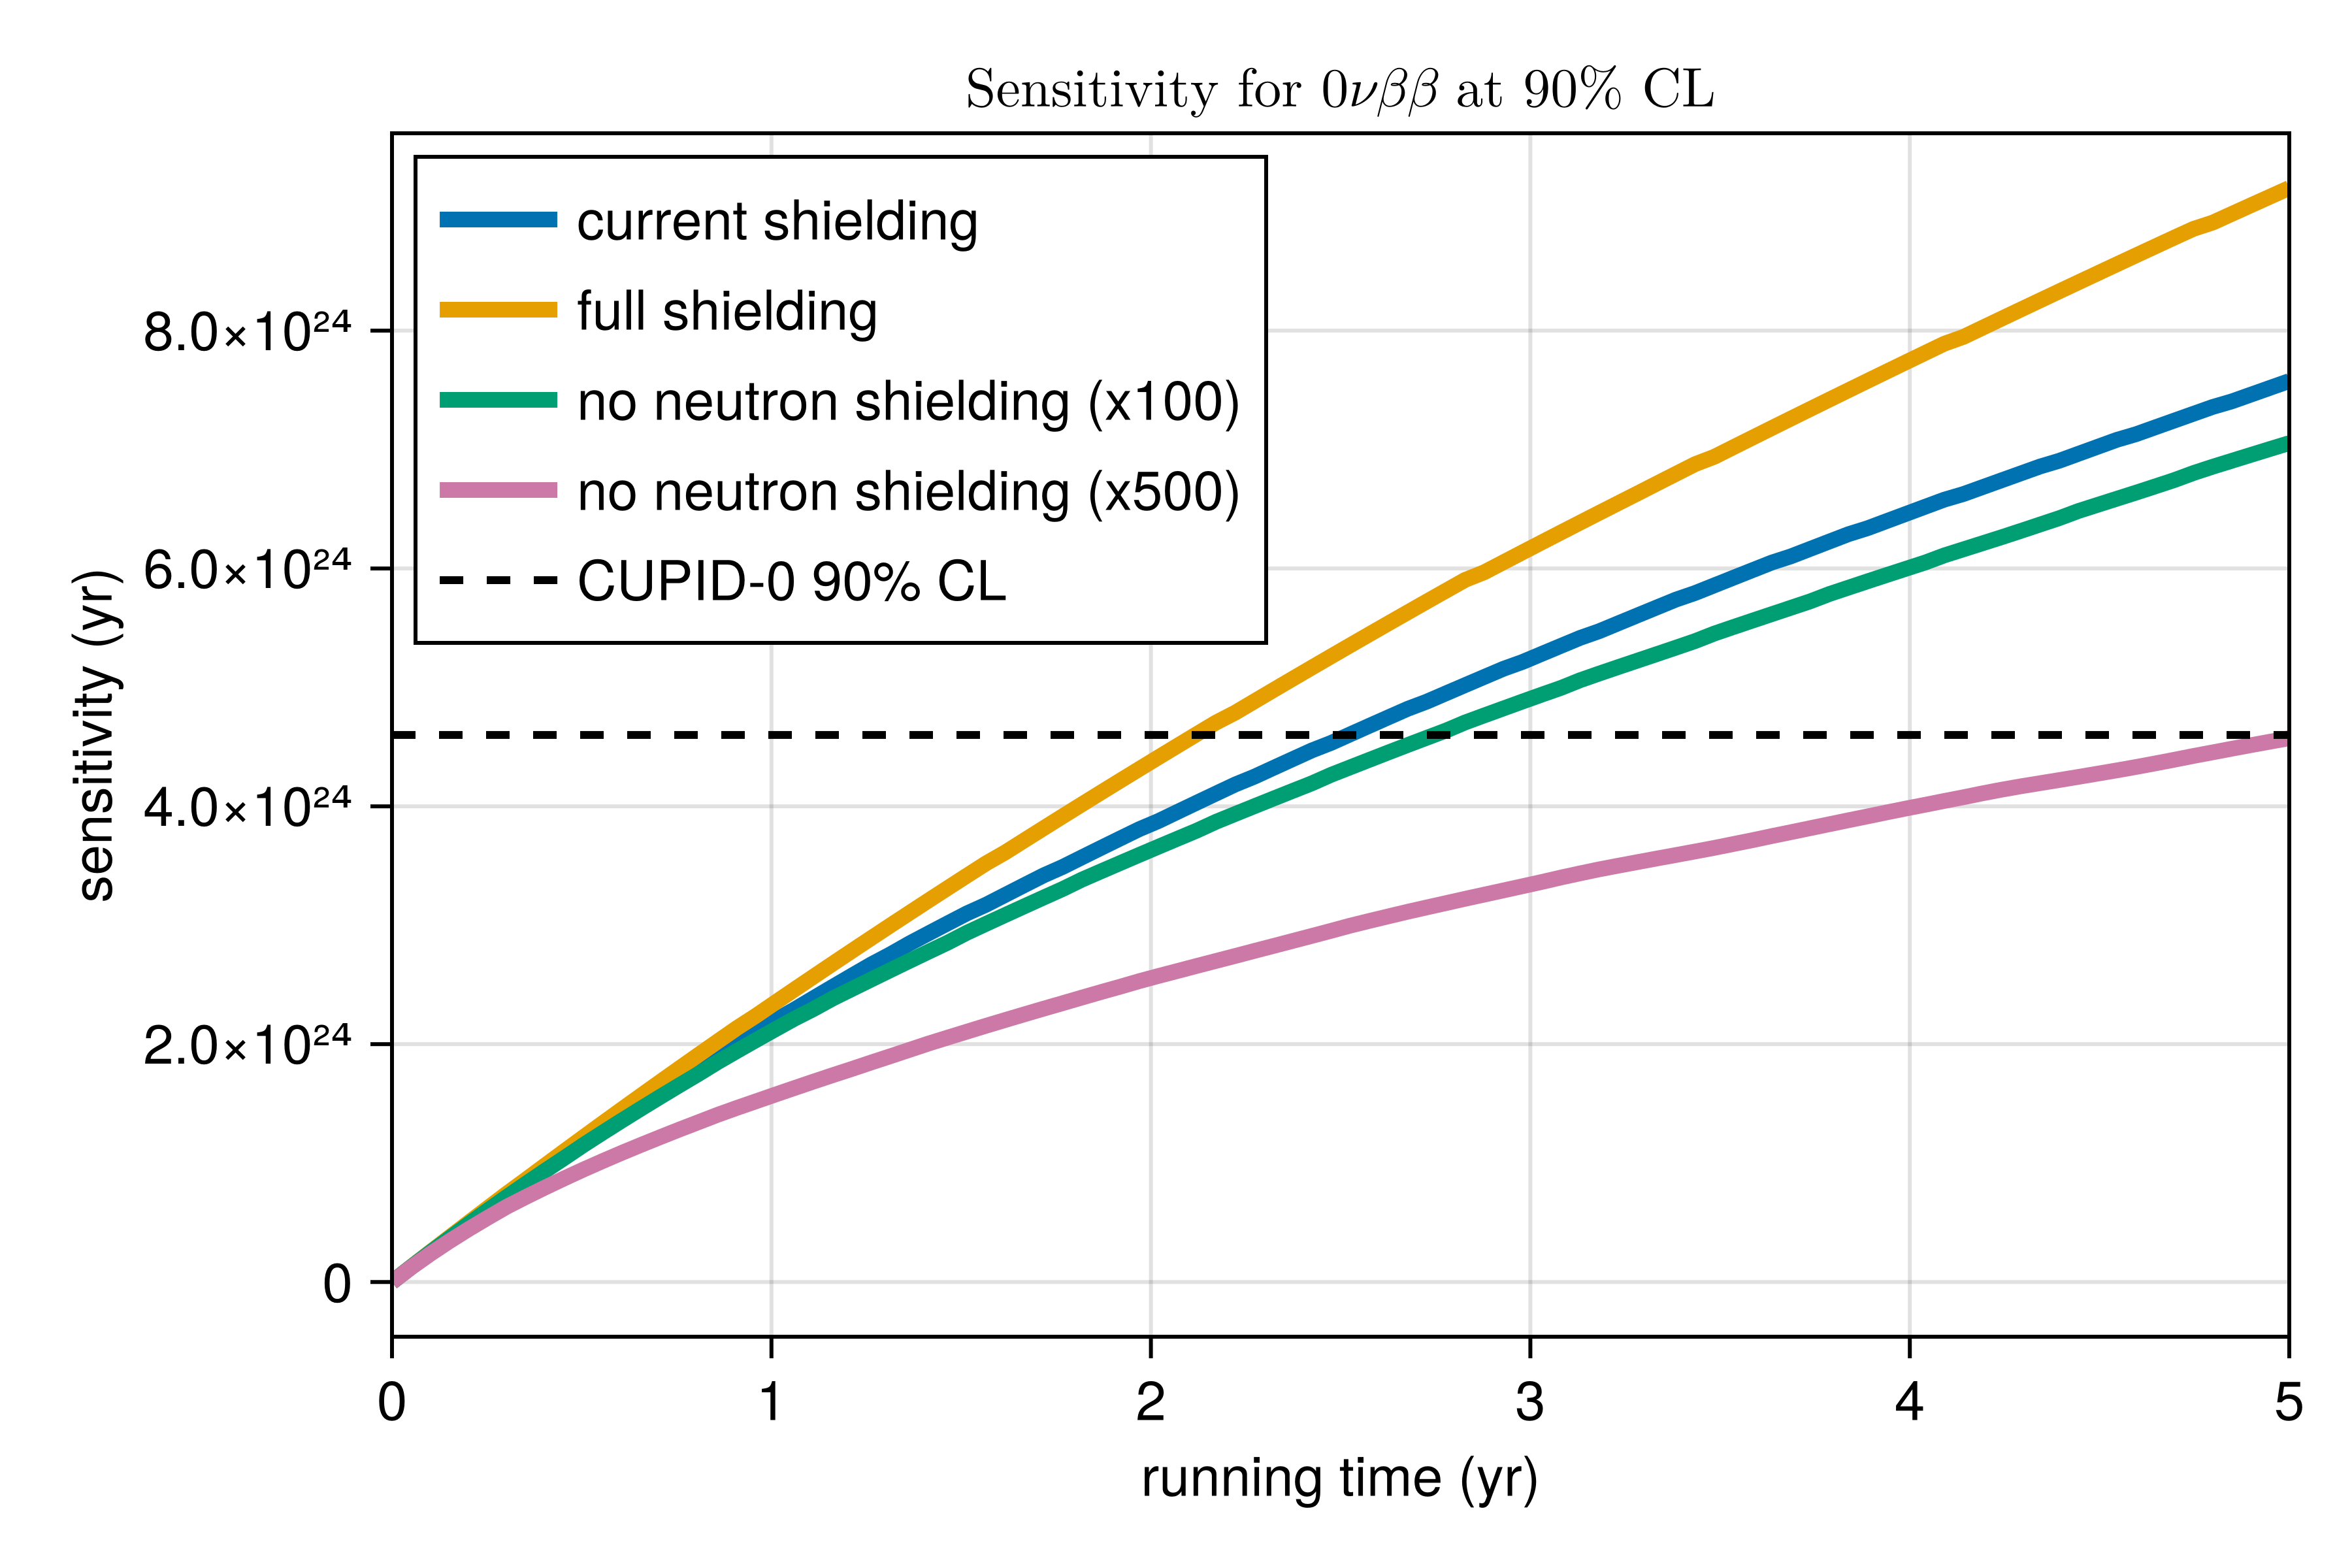 Sensitivity for 0νββ at 90% CL
current shielding
full shielding
no neutron shielding (x100)
no neutron shielding (x500)
CUPID-0 90% CL
sensitivity (yr)
8.0×10²⁴
6.0×10²⁴
4.0×10²⁴
2.0×10²⁴
0
0 1 2 3 4 5
running time (yr)